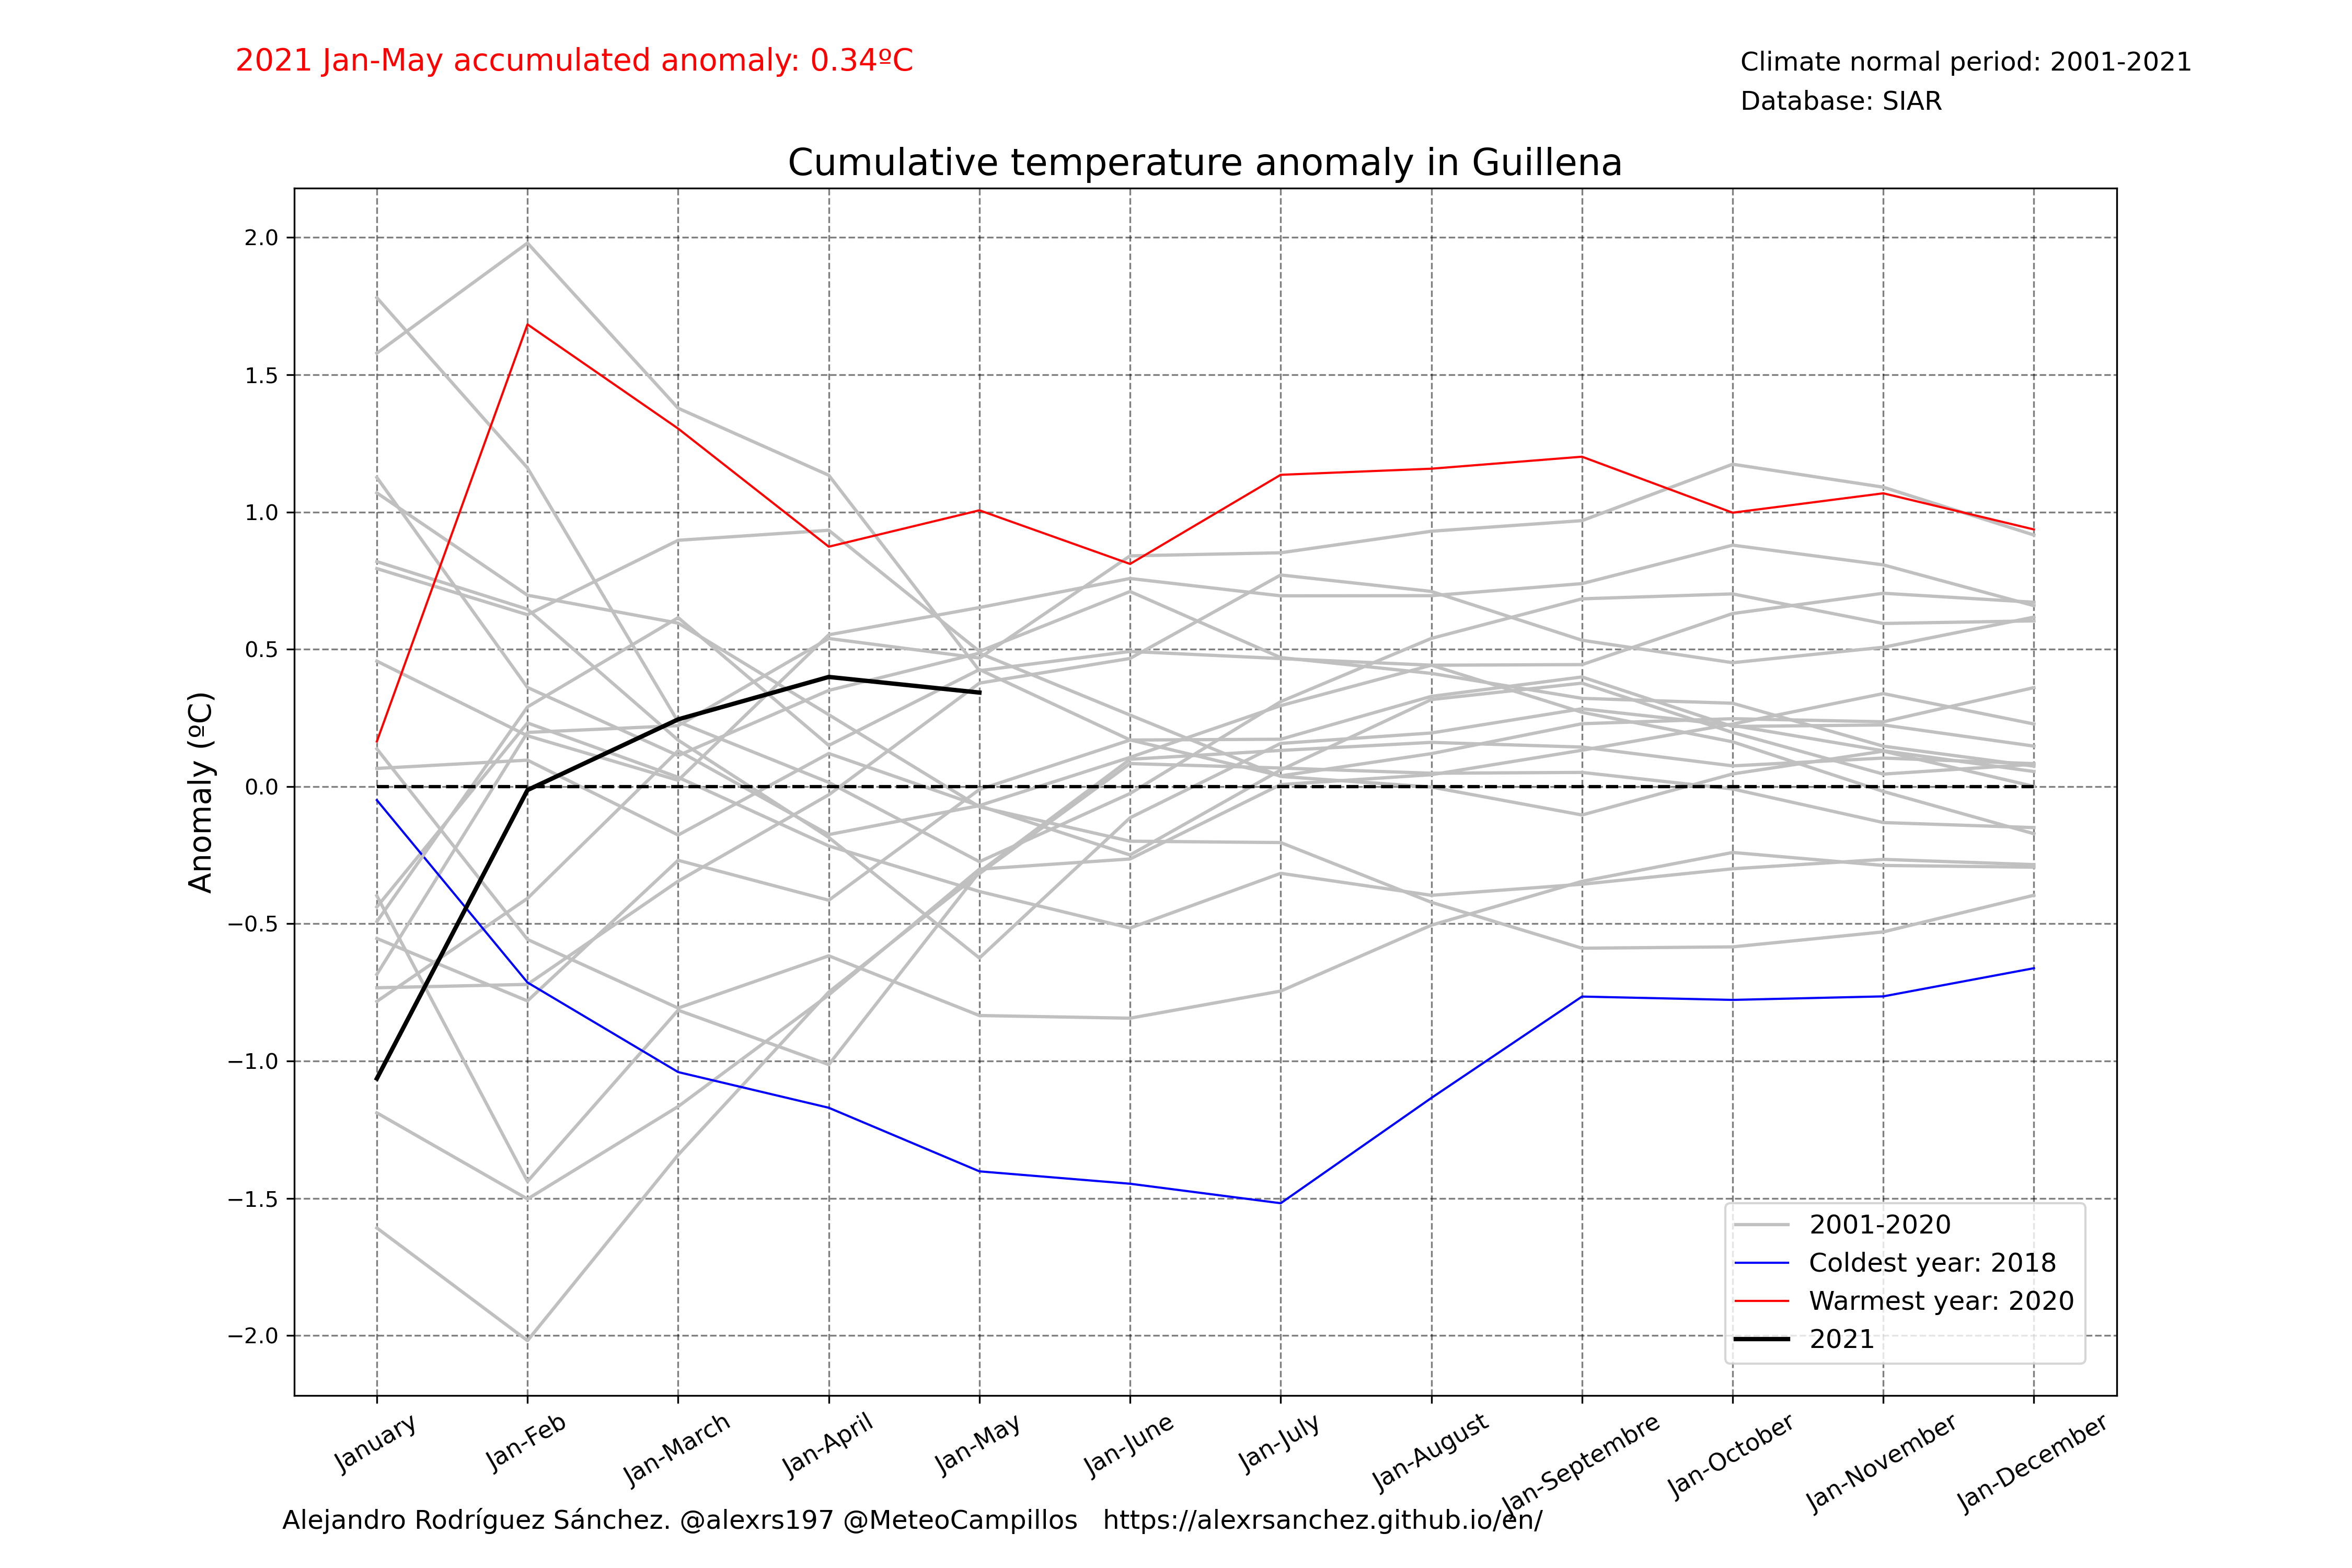 2021 Jan-May accumulated anomaly: 0.34ºC
Climate normal period: 2001-2021
Database: SIAR
Cumulative temperature anomaly in Guillena
Anomaly (ºC)
2.0
1.5
1.0
0.5
0.0
−0.5
−1.0
−1.5
−2.0
2001-2020
Coldest year: 2018
Warmest year: 2020
2021
January
Jan-Feb
Jan-March
Jan-April
Jan-May
Jan-June
Jan-July
Jan-August
Jan-Septembre
Jan-October
Jan-November
Jan-December
Alejandro Rodríguez Sánchez. @alexrs197 @MeteoCampillos   https://alexrsanchez.github.io/en/